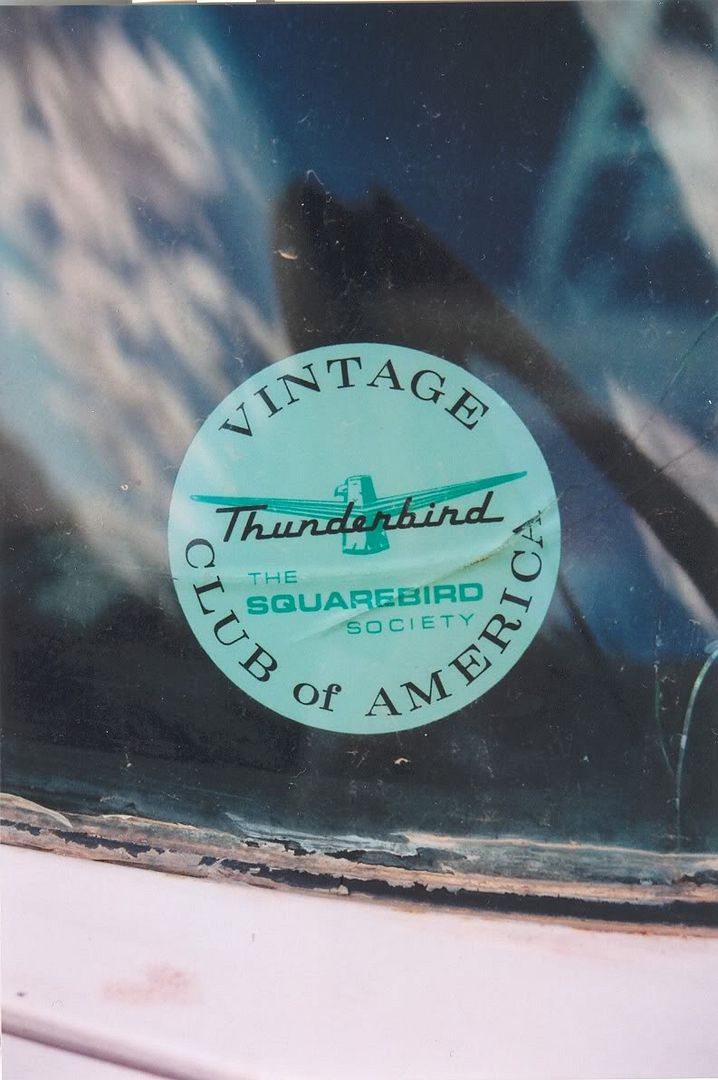 VINTAGE
Thunderbird
THE
SQUAREBIRD
SOCIETY
CLUB of AMERICA